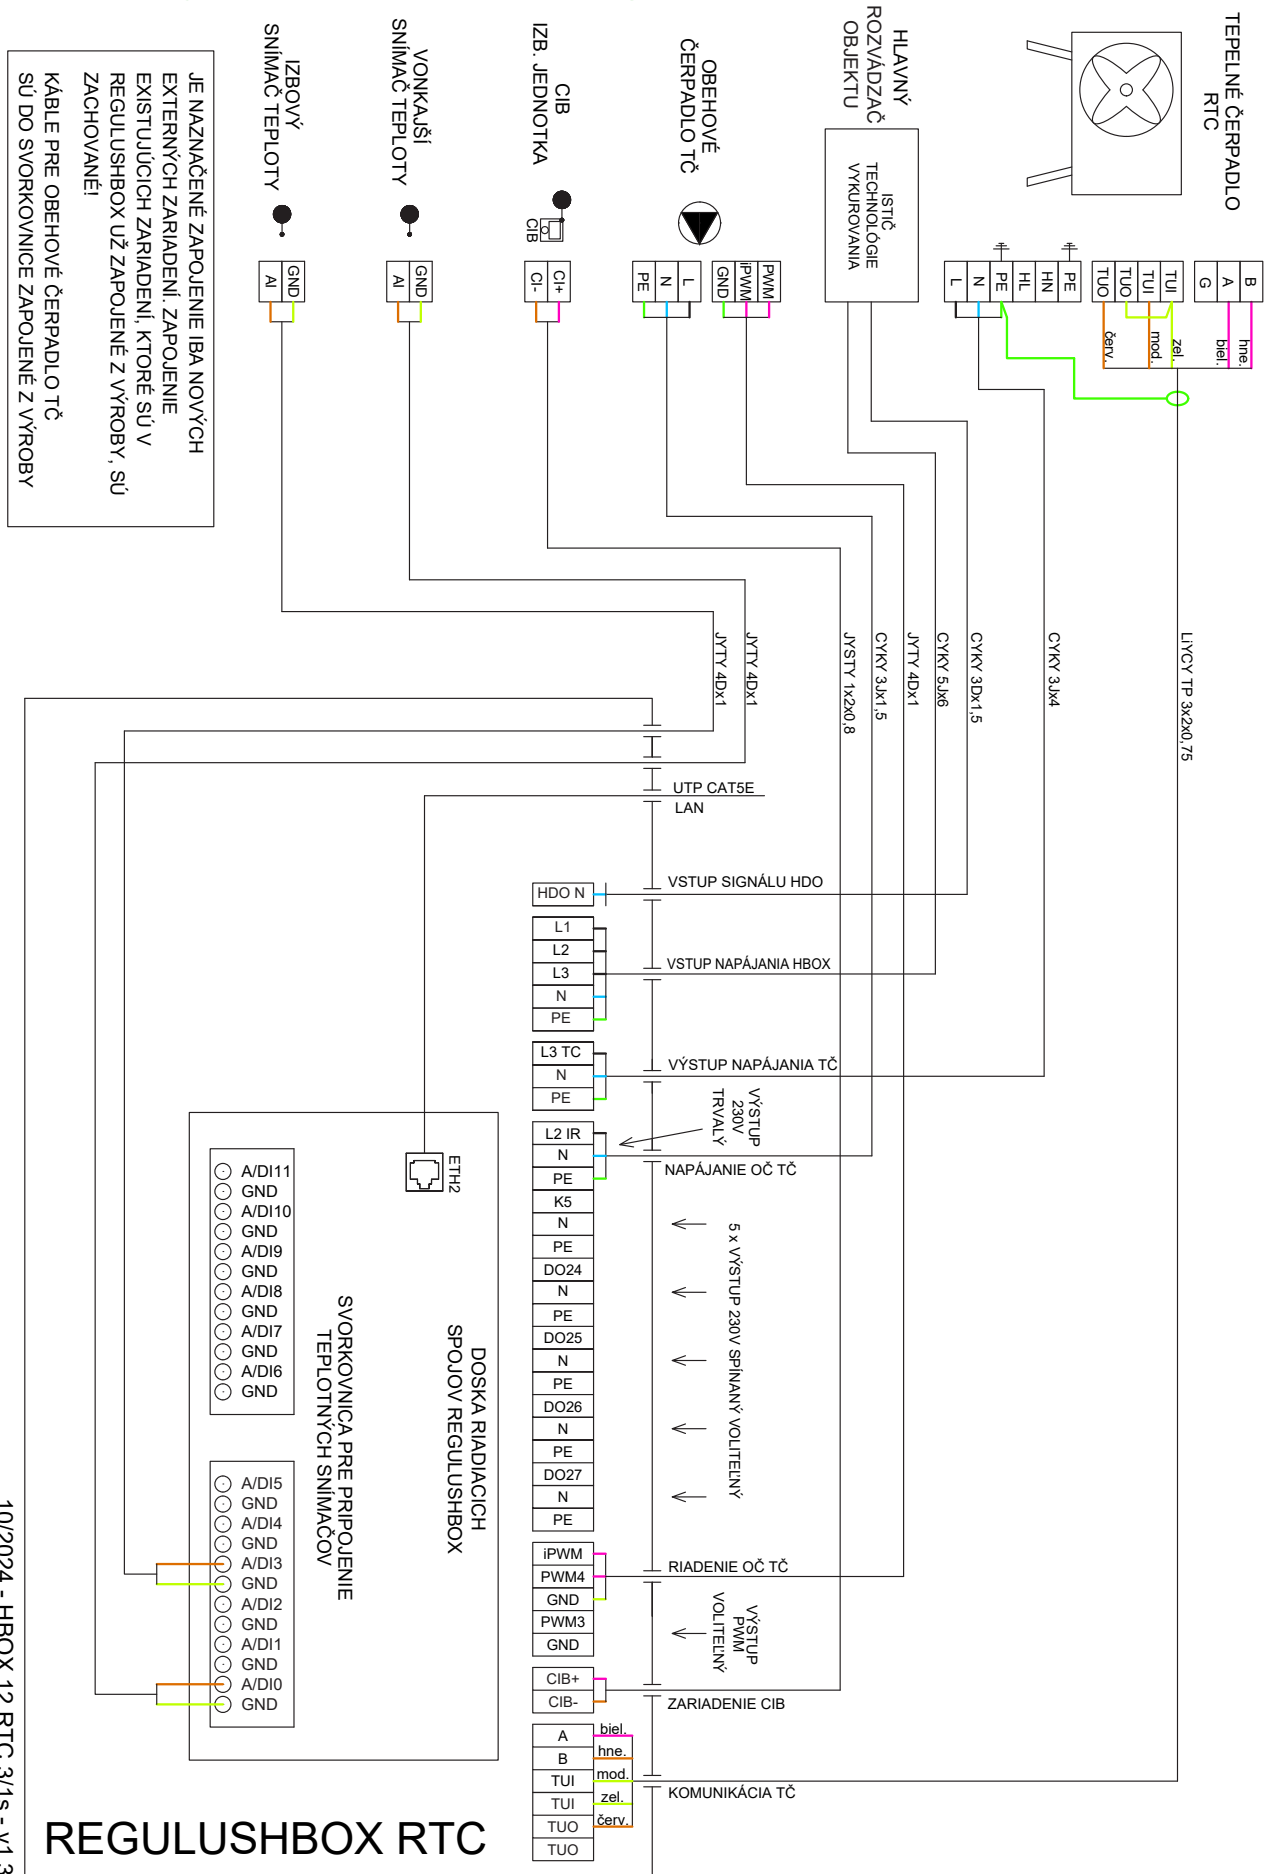 TEPELNÉ ČERPADLO
RTC
HLAVNÝ
ROZVÁDZAČ
OBJEKTU
ISTIČ
TECHNOLÓGIE
VYKUROVANIA
OBEHOVÉ
ČERPADLO TČ
CIB
IZB. JEDNOTKA
CIB
VONKAJŠÍ
SNÍMAČ TEPLOTY
IZBOVÝ
SNÍMAČ TEPLOTY
JE NAZNAČENÉ ZAPOJENIE IBA NOVÝCH
EXTERNÝCH ZARIADENÍ. ZAPOJENIE
EXISTUJÚCICH ZARIADENÍ, KTORÉ SÚ V
REGULUSHBOX UŽ ZAPOJENÉ Z VÝROBY, SÚ
ZACHOVANÉ!
KÁBLE PRE OBEHOVÉ ČERPADLO TČ
SÚ DO SVORKOVNICE ZAPOJENÉ Z VÝROBY
B
A
G
TUI
TUI
TUO
TUO
PE
HN
HL
PE
N
L
PWM
iPWM
GND
L
N
PE
CI+
CI-
GND
AI
GND
AI
hne.
biel.
zel.
mod.
červ.
LiYCY TP 3x2x0,75
CYKY 3Jx4
CYKY 3Dx1,5
CYKY 5Jx6
JYTY 4Dx1
CYKY 3Jx1,5
JYSTY 1x2x0,8
JYTY 4Dx1
JYTY 4Dx1
UTP CAT5E
LAN
HDO N
VSTUP SIGNÁLU HDO
L1
L2
L3
N
PE
VSTUP NAPÁJANIA HBOX
L3 TC
N
PE
VÝSTUP NAPÁJANIA TČ
VÝSTUP
230V
TRVALÝ
L2 IR
N
PE
NAPÁJANIE OČ TČ
K5
N
PE
DO24
N
PE
DO25
N
PE
DO26
N
PE
DO27
N
PE
5 x VÝSTUP 230V SPÍNANÝ VOLITEĽNÝ
iPWM
PWM4
GND
PWM3
GND
RIADENIE OČ TČ
VÝSTUP
PWM
VOLITEĽNÝ
CIB+
CIB-
ZARIADENIE CIB
A
B
TUI
TUI
TUO
TUO
biel.
hne.
mod.
zel.
červ.
KOMUNIKÁCIA TČ
ETH2
DOSKA RIADIACICH
SPOJOV REGULUSHBOX
SVORKOVNICA PRE PRIPOJENIE
TEPLOTNÝCH SNÍMAČOV
A/DI11
GND
A/DI10
GND
A/DI9
GND
A/DI8
GND
A/DI7
GND
A/DI6
GND
A/DI5
GND
A/DI4
GND
A/DI3
GND
A/DI2
GND
A/DI1
GND
A/DI0
GND
REGULUSHBOX RTC
10/2024 - HBOX 12 RTC 3/1s - v1.3